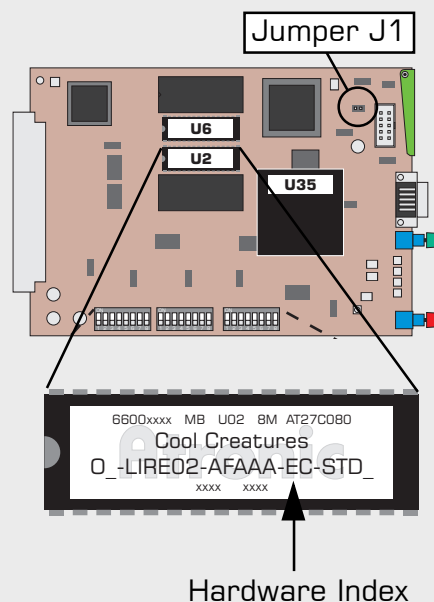 Jumper J1
U6
U2
U35
Atronic
6600xxxx MB U02 8M AT27C080
Cool Creatures
O_-LIRE02-AFAAA-EC-STD_
xxxx xxxx
Hardware Index